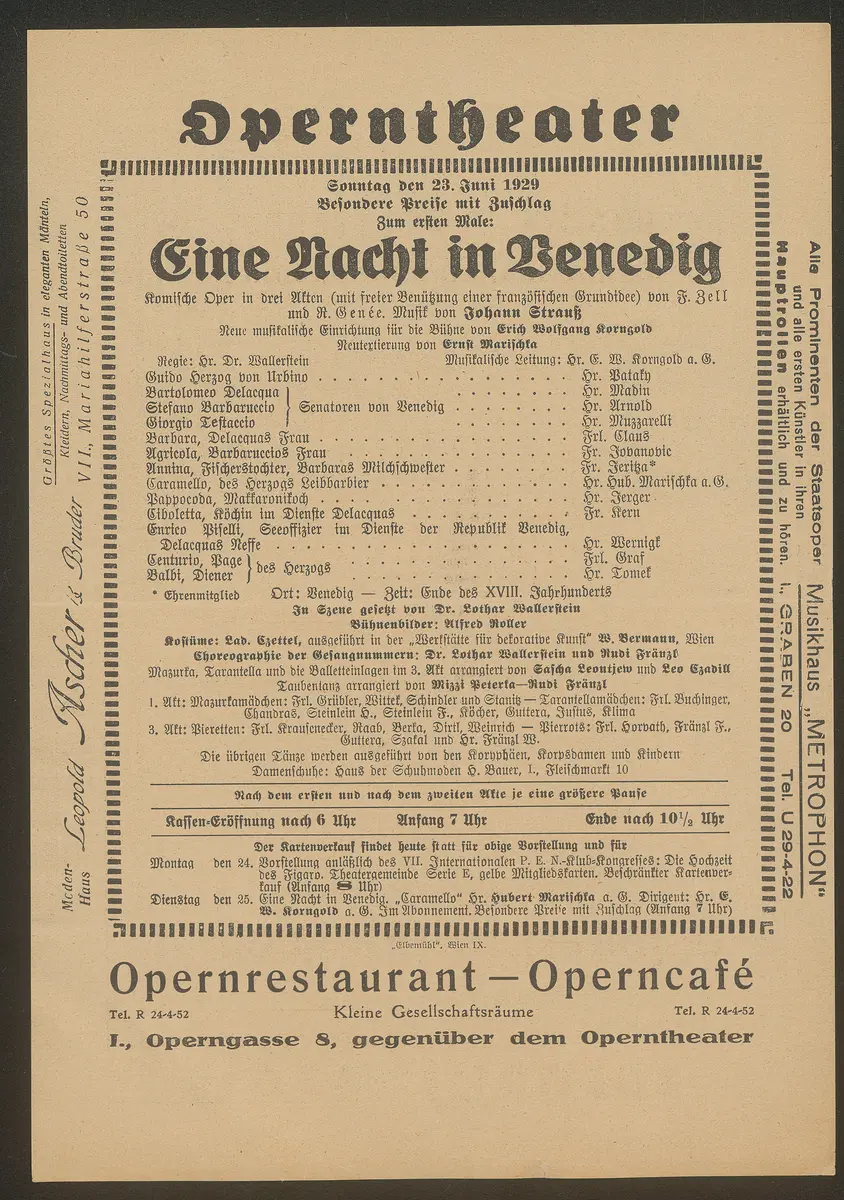 Operntheater
Sonntag den 23. Juni 1929
Besondere Preise mit Zuschlag
Zum ersten Male:
Eine Nacht in Venedig
Komische Oper in drei Akten (mit freier Benützung einer französischen Grundidee) von F. Zell
und R. Genée. Musik von Johann Strauß
Neue musikalische Einrichtung für die Bühne von Erich Wolfgang Korngold
Neutextierung von Ernst Marischka
Regie: Hr. Dr. Wallerstein Musikalische Leitung: Hr. E. W. Korngold a. G.
Guido Herzog von Urbino . . . . . . . . . . . . . . . . . Hr. Pataky
Bartolomeo Delacqua Hr. Madin
Stefano Barbaruccio } Senatoren von Venedig . . . . . . . . Hr. Arnold
Giorgio Testaccio Hr. Muzzarelli
Barbara, Delacquas Frau . . . . . . . . . . . . . . . . . Frl. Claus
Agricola, Barbaruccios Frau . . . . . . . . . . . . . . . . Fr. Jovanovic
Annina, Fischerstochter, Barbaras Milchschwester . . . . . . . . Fr. Jeritza*
Caramello, des Herzogs Leibbarbier . . . . . . . . . . . . . Hr. Hub. Marischka a. G.
Pappocoda, Makkaronikoch . . . . . . . . . . . . . . . . . Hr. Jerger
Ciboletta, Köchin im Dienste Delacquas . . . . . . . . . . . Fr. Kern
Enrico Piselli, Seeoffizier im Dienste der Republik Venedig,
Delacquas Neffe . . . . . . . . . . . . . . . . . . . . Hr. Wernigk
Centurio, Page } des Herzogs . . . . . . . . . . . . . . . Frl. Graf
Balbi, Diener Hr. Tomek
* Ehrenmitglied Ort: Venedig — Zeit: Ende des XVIII. Jahrhunderts
In Szene gesetzt von Dr. Lothar Wallerstein
Bühnenbilder: Alfred Roller
Kostüme: Lad. Czettel, ausgeführt in der „Werkstätte für dekorative Kunst“ W. Bermann, Wien
Choreographie der Gesangnummern: Dr. Lothar Wallerstein und Rudi Fränzl
Mazurka, Tarantella und die Balletteinlagen im 3. Akt arrangiert von Sascha Leontjew und Leo Czadill
Taubentanz arrangiert von Mizzi Peterka—Rudi Fränzl
1. Akt: Mazurkamädchen: Frl. Grübler, Wittek, Schindler und Stanitz — Tarantellamädchen: Frl. Buchinger,
Chandras, Steinlein H., Steinlein F., Köcher, Guttera, Justus, Klima
3. Akt: Pieretten: Frl. Krausenecker, Raab, Berka, Dirtl, Weinrich — Pierrots: Frl. Horvath, Fränzl F.,
Guttera, Szakal und Hr. Fränzl W.
Die übrigen Tänze werden ausgeführt von den Koryphäen, Korpsdamen und Kindern
Damenschuhe: Haus der Schuhmoden H. Bauer, I., Fleischmarkt 10
Nach dem ersten und nach dem zweiten Akte je eine größere Pause
Kassen-Eröffnung nach 6 Uhr Anfang 7 Uhr Ende nach 10½ Uhr
Der Kartenverkauf findet heute statt für obige Vorstellung und für
Montag den 24. Vorstellung anläßlich des VII. Internationalen P. E. N.-Klub-Kongresses: Die Hochzeit
des Figaro. Theatergemeinde Serie E, gelbe Mitgliedskarten. Beschränkter Kartenver-
kauf (Anfang 8 Uhr)
Dienstag den 25. Eine Nacht in Venedig. „Caramello“ Hr. Hubert Marischka a. G. Dirigent: Hr. E.
W. Korngold a. G. Im Abonnement. Besondere Preise mit Zuschlag (Anfang 7 Uhr)
„Elbemühl“, Wien IX.
Opernrestaurant — Operncafé
Tel. R 24-4-52 Kleine Gesellschaftsräume Tel. R 24-4-52
I., Operngasse 8, gegenüber dem Operntheater
Größtes Spezialhaus in eleganten Mänteln,
Kleidern, Nachmittags- und Abendtoiletten
VII., Mariahilferstraße 50
Moden-
Haus Leopold Ascher & Bruder
Alle Prominenten der Staatsoper
und alle ersten Künstler in ihren
Hauptrollen erhältlich und zu hören.
Musikhaus „METROPHON“
I., GRABEN 20 Tel. U 29-4-22